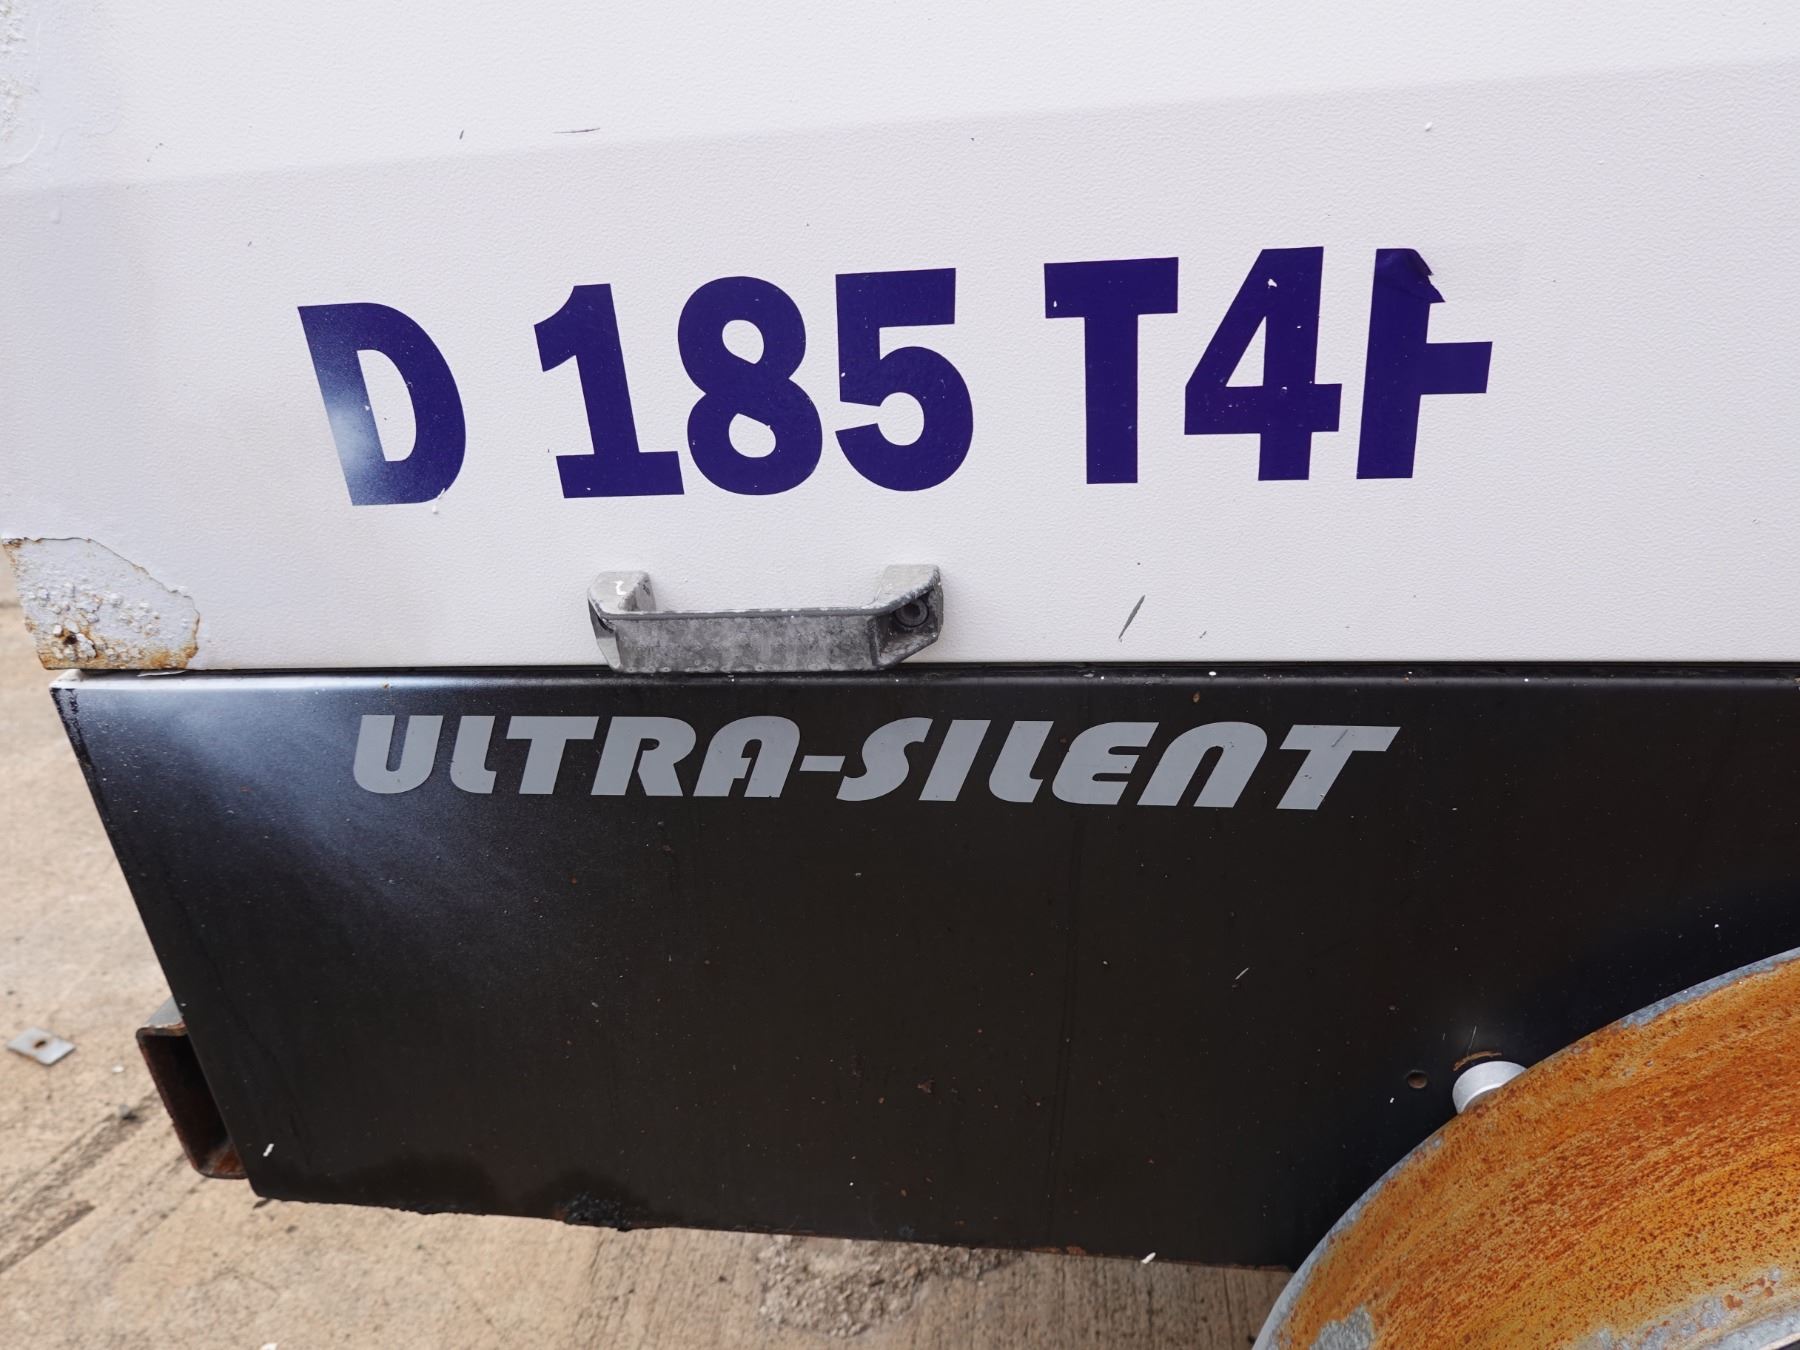 D 185 T4F
ULTRA-SILENT